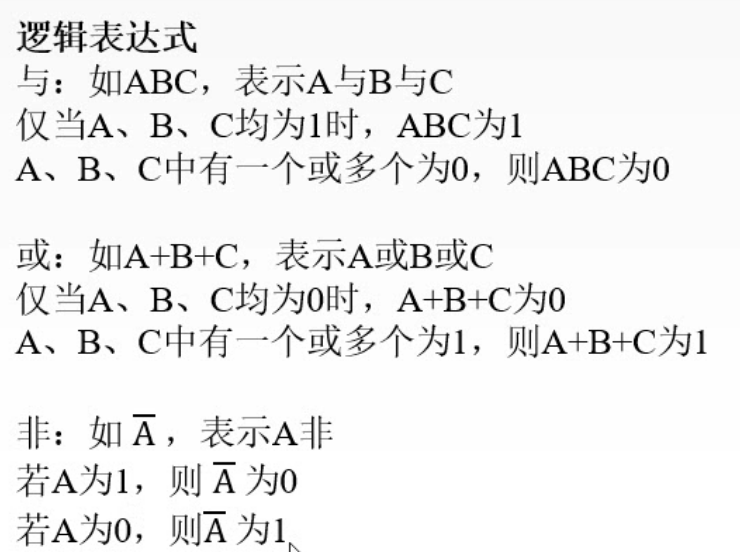 逻辑表达式
与：如ABC，表示A与B与C
仅当A、B、C均为1时，ABC为1
A、B、C中有一个或多个为0，则ABC为0
或：如A+B+C，表示A或B或C
仅当A、B、C均为0时，A+B+C为0
A、B、C中有一个或多个为1，则A+B+C为1
非：如 A̅ ，表示A非
若A为1，则 A̅ 为0
若A为0，则A̅ 为1